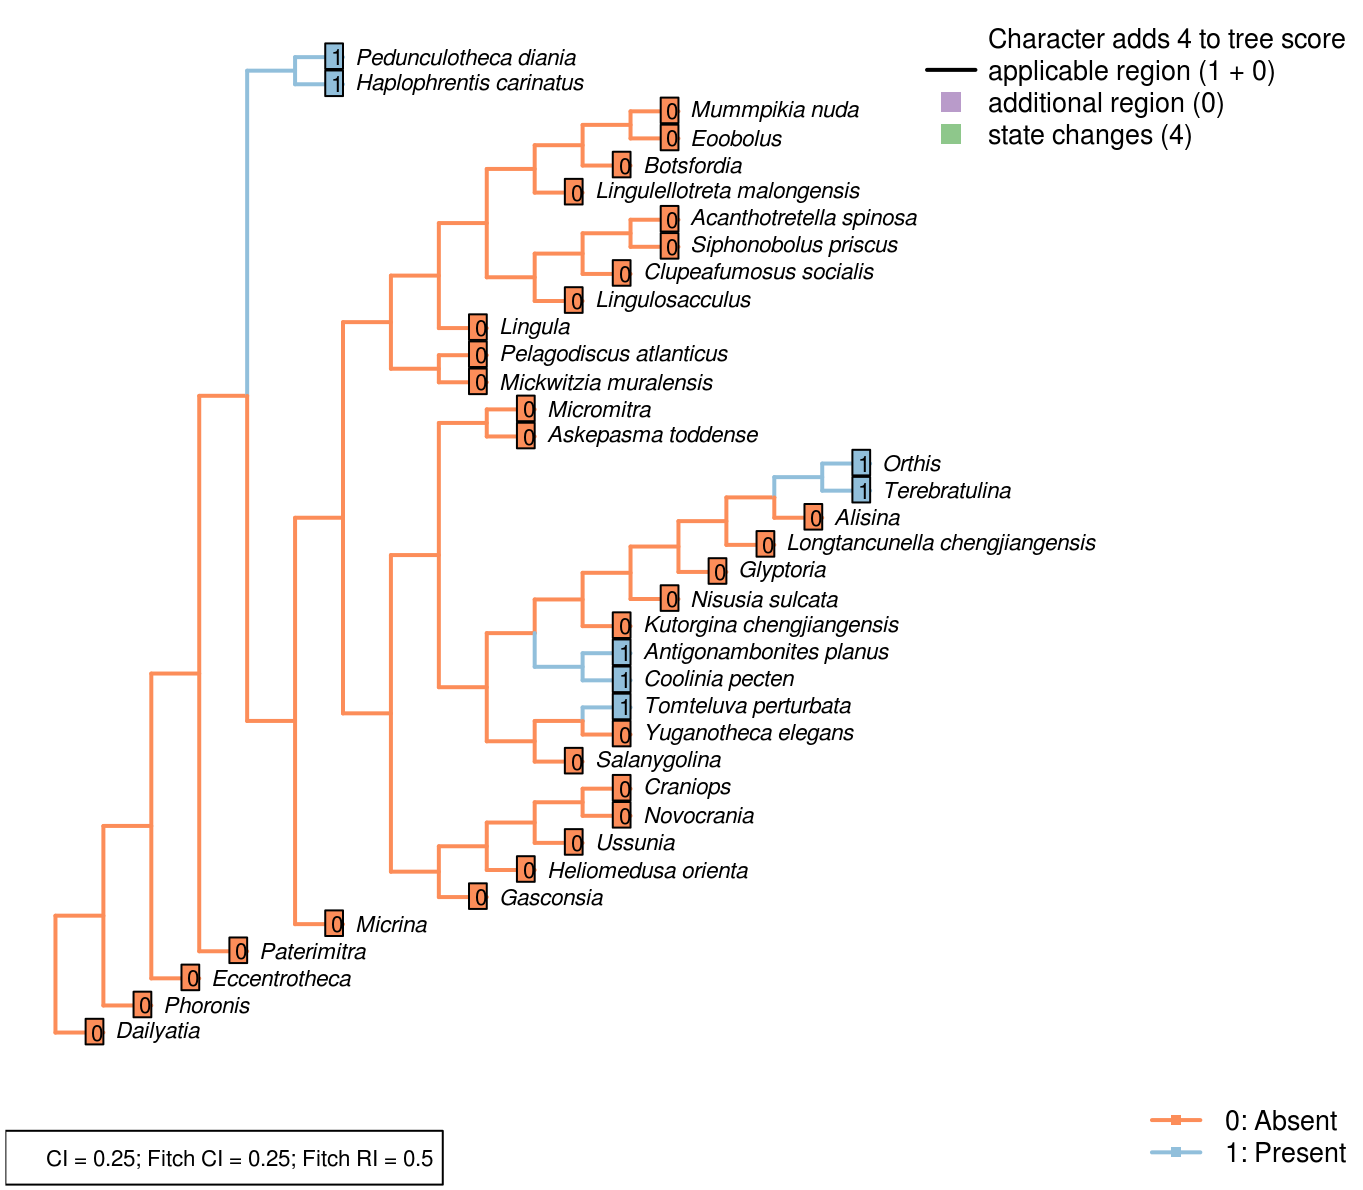 Character adds 4 to tree score
applicable region (1 + 0)
additional region (0)
state changes (4)
1 Pedunculotheca diania
1 Haplophrentis carinatus
0 Mummpikia nuda
0 Eoobolus
0 Botsfordia
0 Lingulellotreta malongensis
0 Acanthotretella spinosa
0 Siphonobolus priscus
0 Clupeafumosus socialis
0 Lingulosacculus
0 Lingula
0 Pelagodiscus atlanticus
0 Mickwitzia muralensis
0 Micromitra
0 Askepasma toddense
1 Orthis
1 Terebratulina
0 Alisina
0 Longtancunella chengjiangensis
0 Glyptoria
0 Nisusia sulcata
0 Kutorgina chengjiangensis
1 Antigonambonites planus
1 Coolinia pecten
1 Tomteluva perturbata
0 Yuganotheca elegans
0 Salanygolina
0 Craniops
0 Novocrania
0 Ussunia
0 Heliomedusa orienta
0 Gasconsia
0 Micrina
0 Paterimitra
0 Eccentrotheca
0 Phoronis
0 Dailyatia
0: Absent
1: Present
CI = 0.25; Fitch CI = 0.25; Fitch RI = 0.5